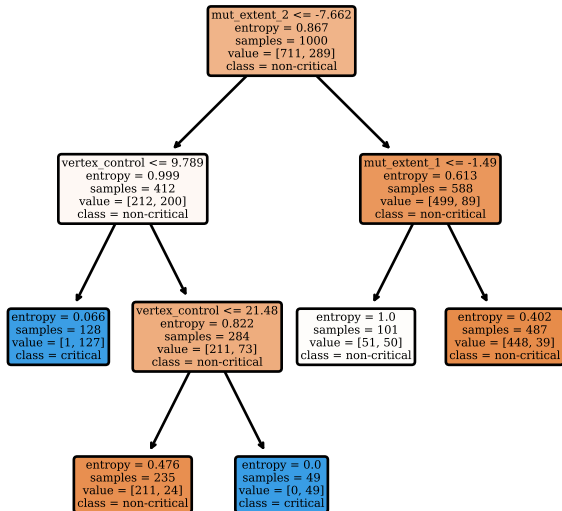 mut_extent_2 <= -7.662
entropy = 0.867
samples = 1000
value = [711, 289]
class = non-critical
vertex_control <= 9.789
entropy = 0.999
samples = 412
value = [212, 200]
class = non-critical
mut_extent_1 <= -1.49
entropy = 0.613
samples = 588
value = [499, 89]
class = non-critical
entropy = 0.066
samples = 128
value = [1, 127]
class = critical
vertex_control <= 21.48
entropy = 0.822
samples = 284
value = [211, 73]
class = non-critical
entropy = 1.0
samples = 101
value = [51, 50]
class = non-critical
entropy = 0.402
samples = 487
value = [448, 39]
class = non-critical
entropy = 0.476
samples = 235
value = [211, 24]
class = non-critical
entropy = 0.0
samples = 49
value = [0, 49]
class = critical